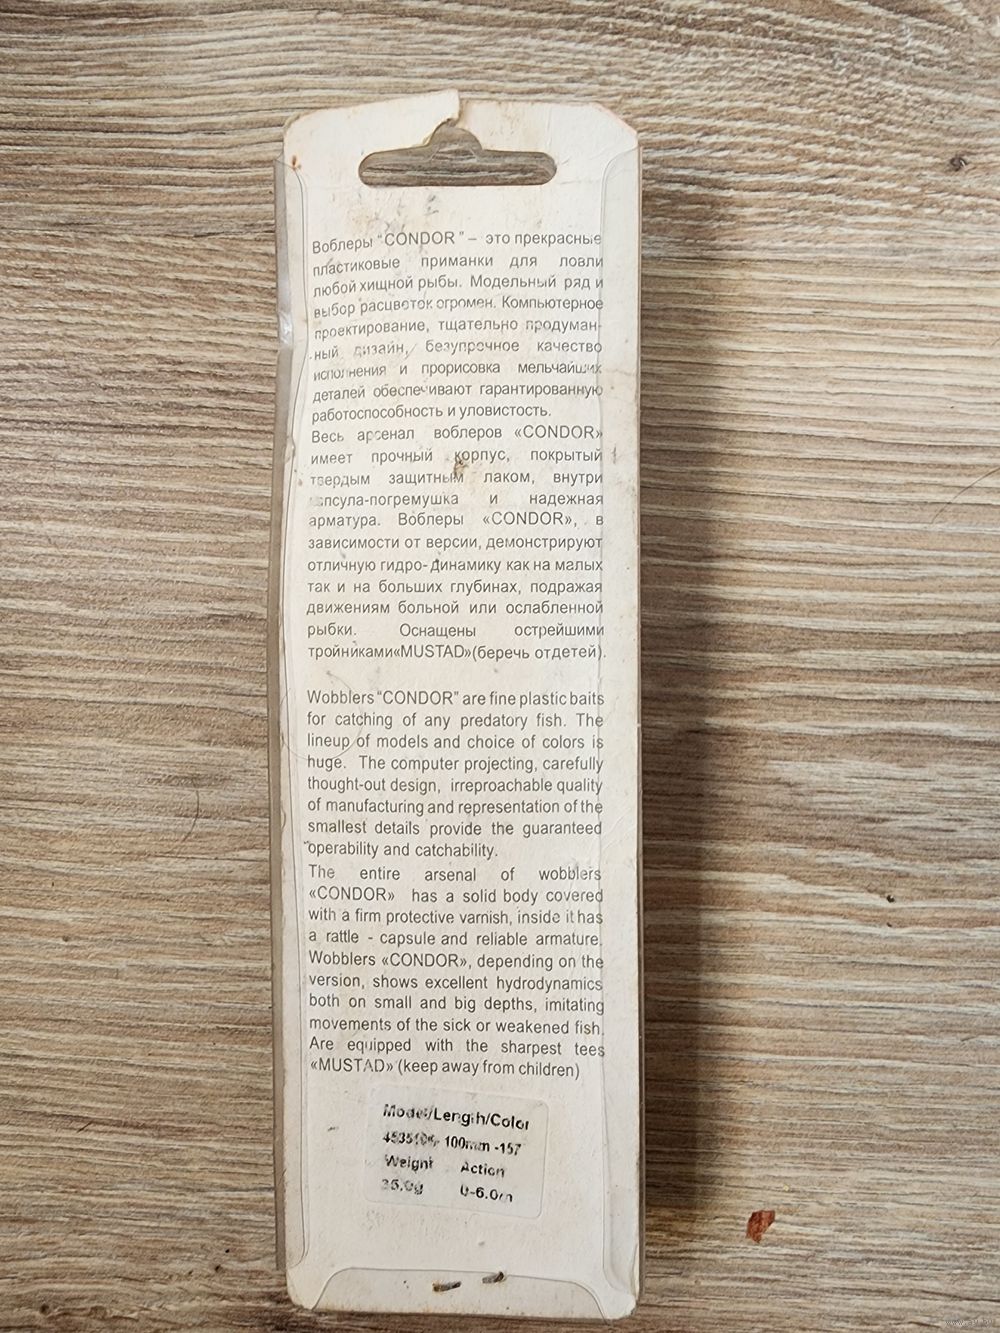 Воблеры "CONDOR" – это прекрасные
пластиковые приманки для ловли
любой хищной рыбы. Модельный ряд и
выбор расцветок огромен. Компьютерное
проектирование, тщательно продуман-
ный дизайн, безупречное качество
исполнения и прорисовка мельчайших
деталей обеспечивают гарантированную
работоспособность и уловистость.
Весь арсенал воблеров «CONDOR»
имеет прочный корпус, покрытый
твердым защитным лаком, внутри
капсула-погремушка и надежная
арматура. Воблеры «CONDOR», в
зависимости от версии, демонстрируют
отличную гидро-динамику как на малых
так и на больших глубинах, подражая
движениям больной или ослабленной
рыбки. Оснащены острейшими
тройниками«MUSTAD»(беречь отдетей).
Wobblers "CONDOR" are fine plastic baits
for catching of any predatory fish. The
lineup of models and choice of colors is
huge. The computer projecting, carefully
thought-out design, irreproachable quality
of manufacturing and representation of the
smallest details provide the guaranteed
operability and catchability.
The entire arsenal of wobblers
«CONDOR» has a solid body covered
with a firm protective varnish, inside it has
a rattle - capsule and reliable armature.
Wobblers «CONDOR», depending on the
version, shows excellent hydrodynamics
both on small and big depths, imitating
movements of the sick or weakened fish.
Are equipped with the sharpest tees
«MUSTAD» (keep away from children)
Model/Length/Color
100mm -157
Weight Action
0-6.0m